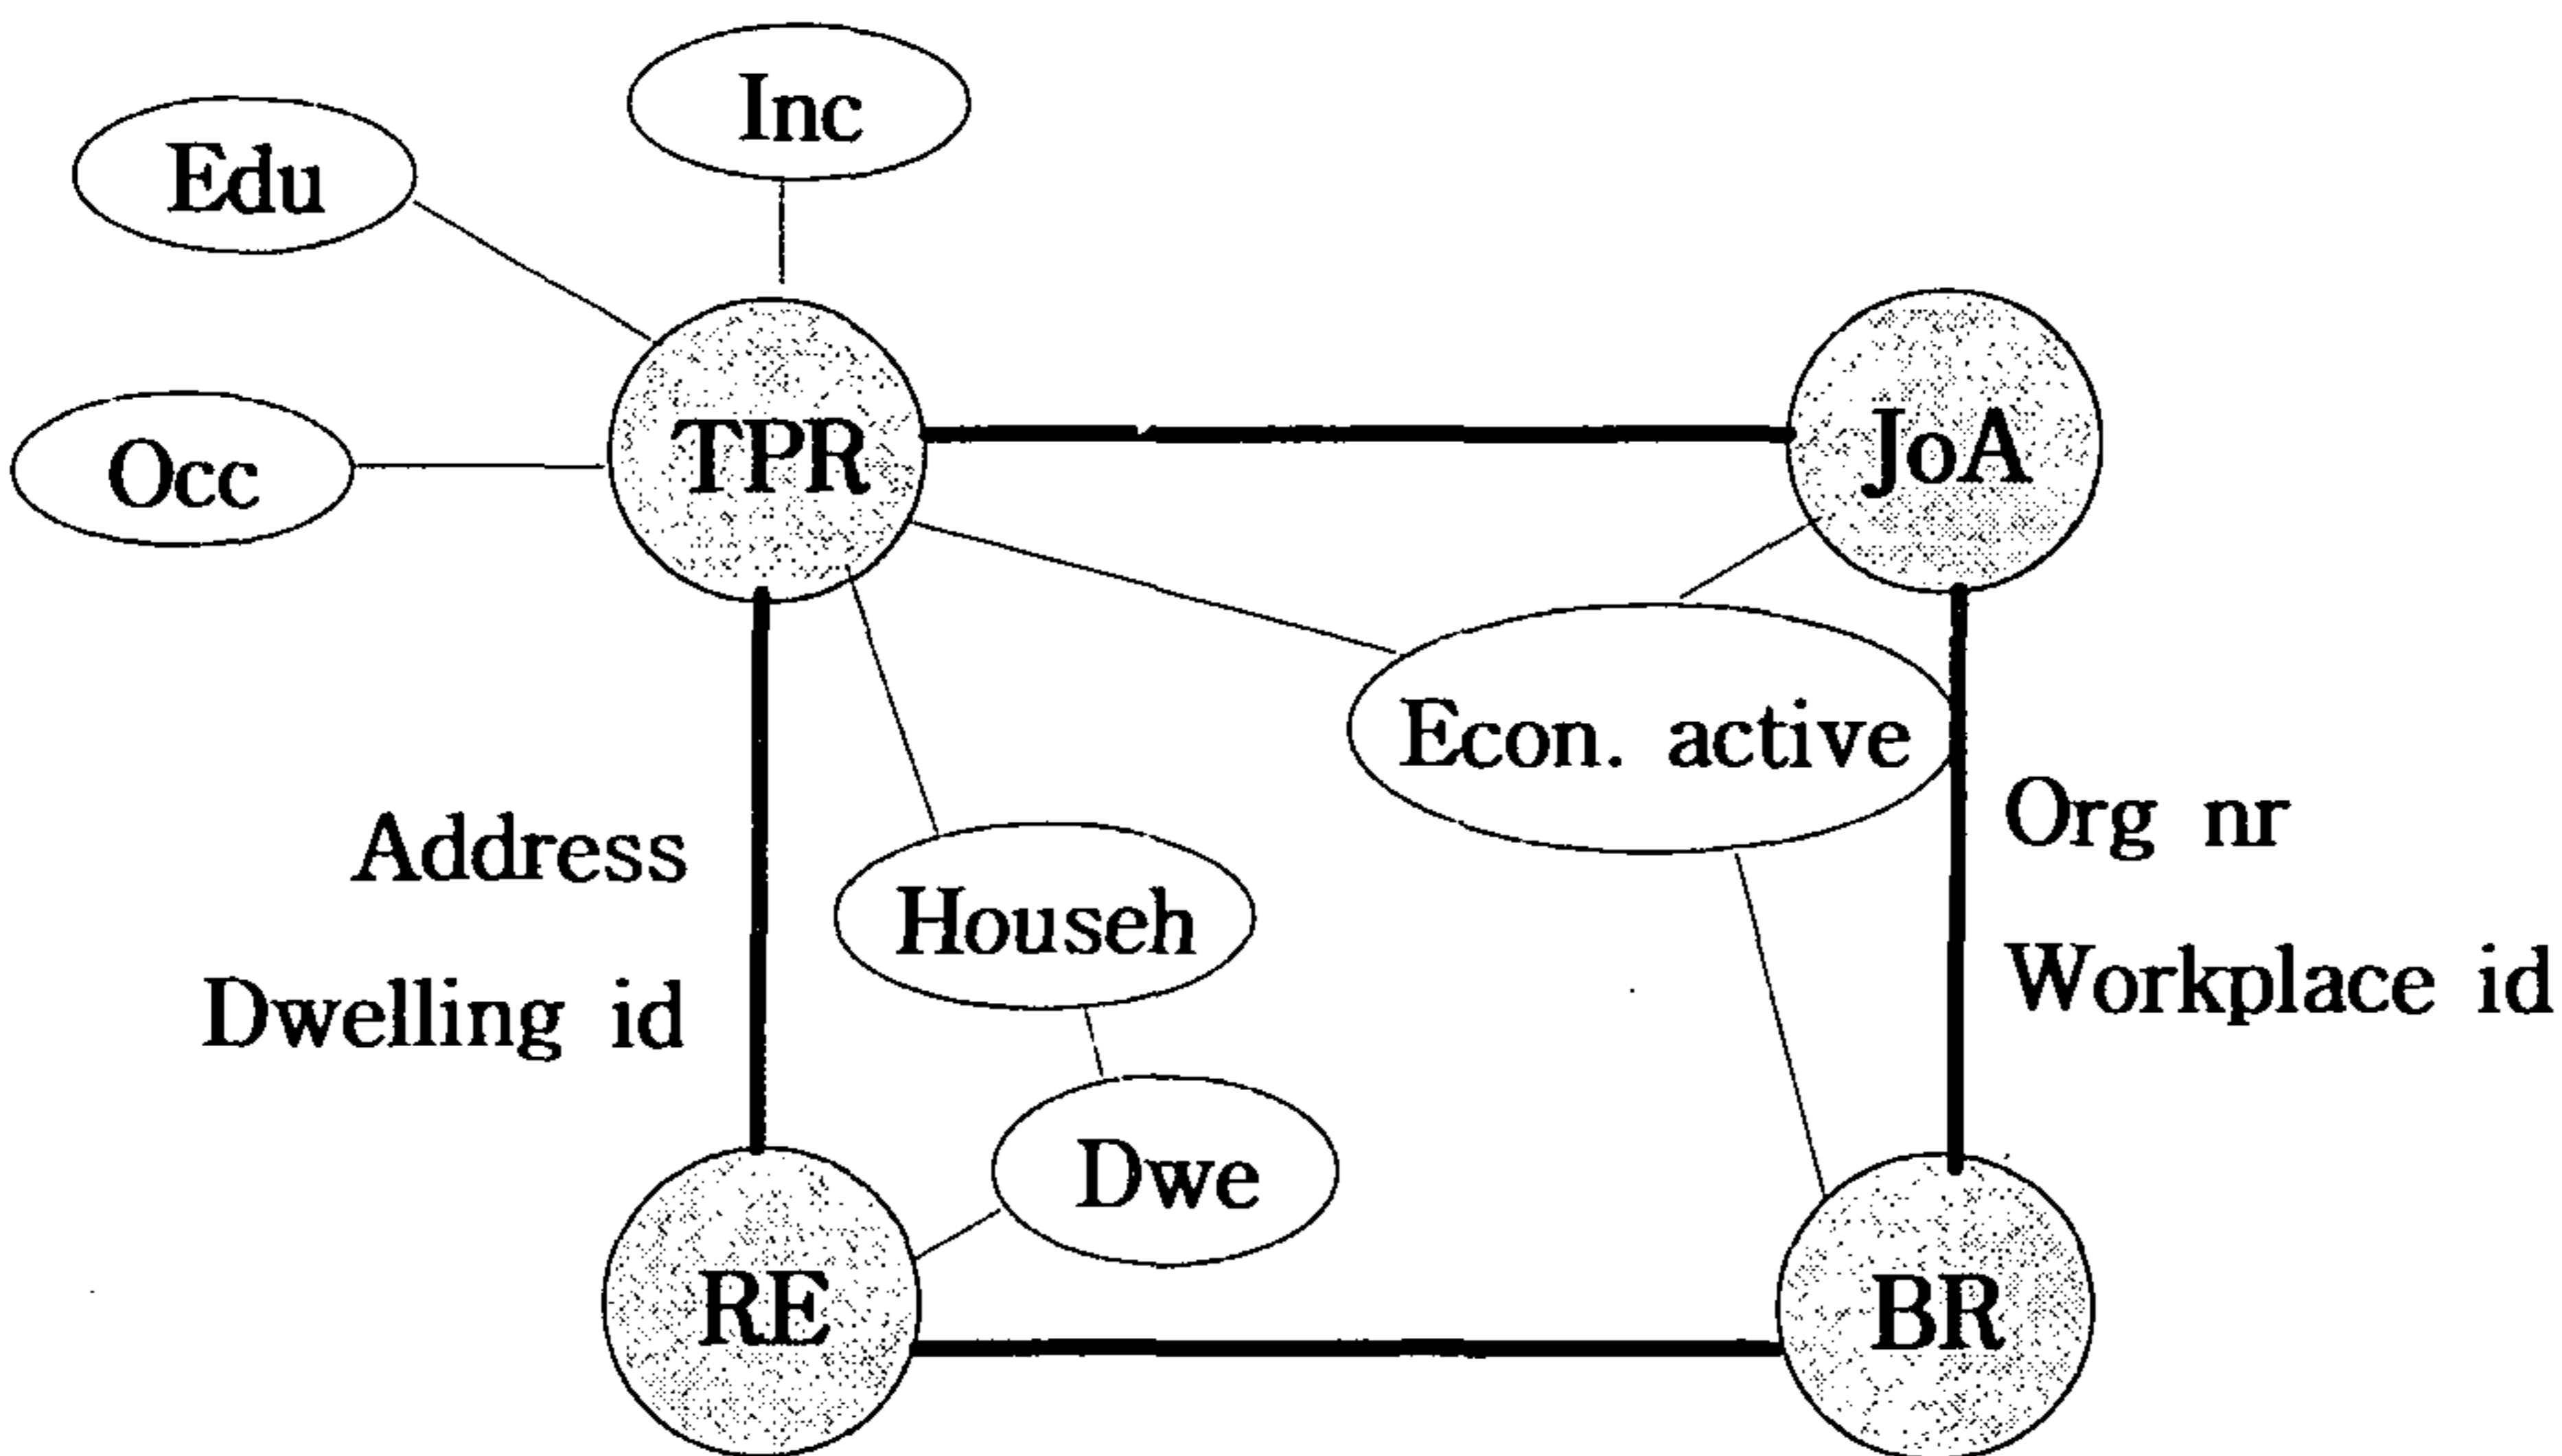 Inc
Edu
TPR
JoA
Occ
Econ. active
Address
Org nr
Househ
Dwelling id
Workplace id
Dwe
RE
BR